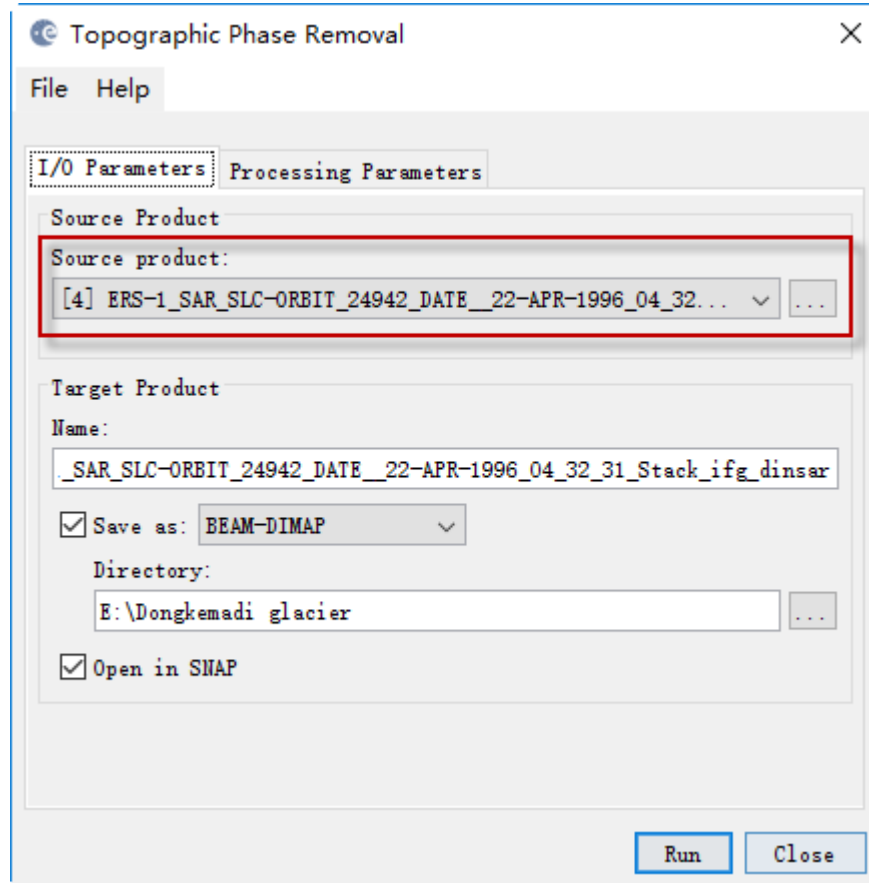 Topographic Phase Removal
File Help
I/O Parameters Processing Parameters
Source Product
Source product:
[4] ERS-1_SAR_SLC-ORBIT_24942_DATE__22-APR-1996_04_32... ...
Target Product
Name:
._SAR_SLC-ORBIT_24942_DATE__22-APR-1996_04_32_31_Stack_ifg_dinsar
Save as: BEAM-DIMAP
Directory:
E:\Dongkemadi glacier ...
Open in SNAP
Run Close